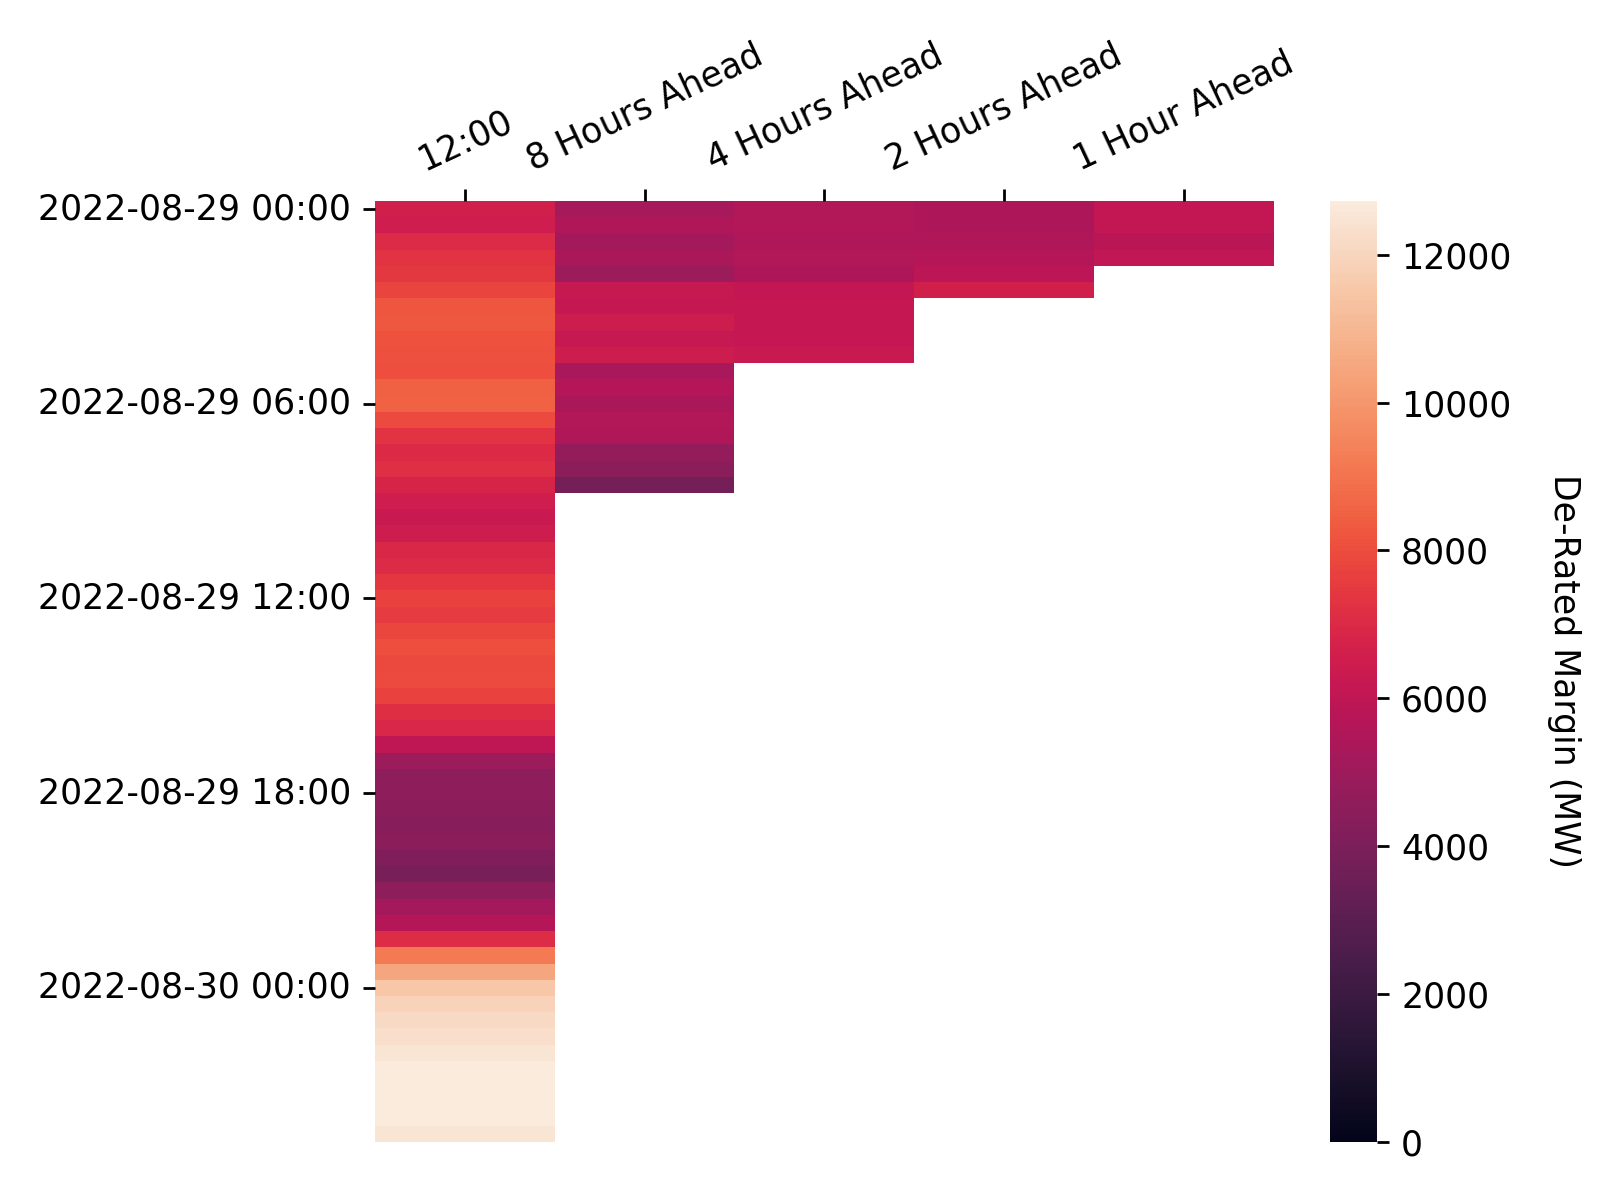 12:00
8 Hours Ahead
4 Hours Ahead
2 Hours Ahead
1 Hour Ahead
2022-08-29 00:00
2022-08-29 06:00
2022-08-29 12:00
2022-08-29 18:00
2022-08-30 00:00
12000
10000
8000
6000
4000
2000
0
De-Rated Margin (MW)